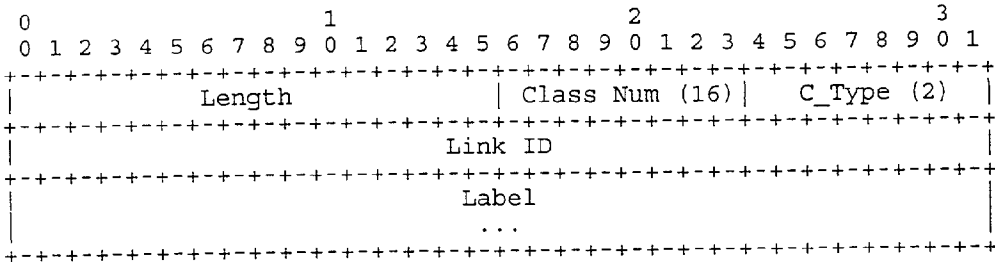 0                   1                   2                   3
 0 1 2 3 4 5 6 7 8 9 0 1 2 3 4 5 6 7 8 9 0 1 2 3 4 5 6 7 8 9 0 1
+-+-+-+-+-+-+-+-+-+-+-+-+-+-+-+-+-+-+-+-+-+-+-+-+-+-+-+-+-+-+-+-+
|            Length             | Class Num (16)|   C_Type (2)  |
+-+-+-+-+-+-+-+-+-+-+-+-+-+-+-+-+-+-+-+-+-+-+-+-+-+-+-+-+-+-+-+-+
|                            Link ID                            |
+-+-+-+-+-+-+-+-+-+-+-+-+-+-+-+-+-+-+-+-+-+-+-+-+-+-+-+-+-+-+-+-+
|                             Label                             |
|                              ...                              |
+-+-+-+-+-+-+-+-+-+-+-+-+-+-+-+-+-+-+-+-+-+-+-+-+-+-+-+-+-+-+-+-+